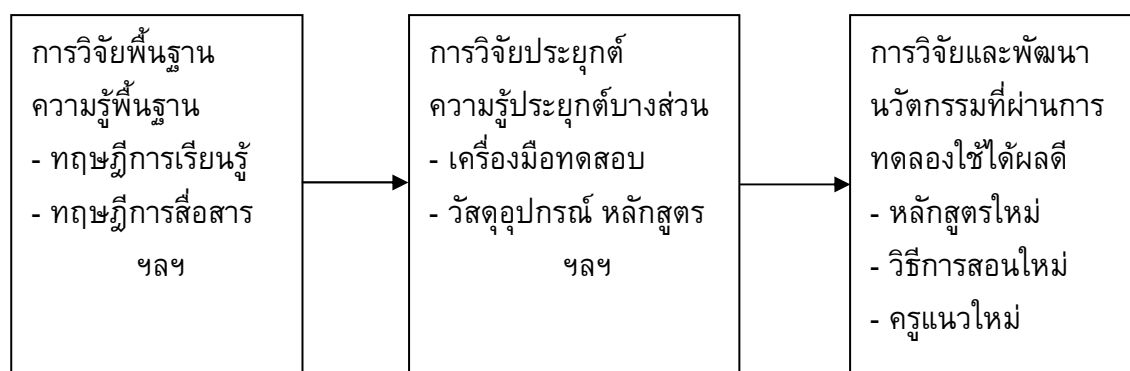 การวิจัยพื้นฐาน
ความรู้พื้นฐาน
- ทฤษฎีการเรียนรู้
- ทฤษฎีการสื่อสาร
ฯลฯ
การวิจัยประยุกต์
ความรู้ประยุกต์บางส่วน
- เครื่องมือทดสอบ
- วัสดุอุปกรณ์ หลักสูตร
ฯลฯ
การวิจัยและพัฒนา
นวัตกรรมที่ผ่านการ
ทดลองใช้ได้ผลดี
- หลักสูตรใหม่
- วิธีการสอนใหม่
- ครูแนวใหม่